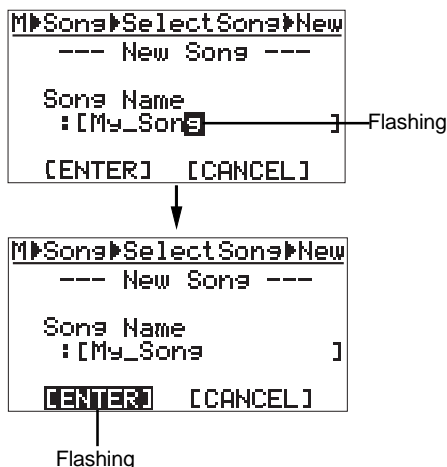 M▶Song▶SelectSong▶New
--- New Song ---
Song Name
:[My_Song ]
Flashing
[ENTER] [CANCEL]
M▶Song▶SelectSong▶New
--- New Song ---
Song Name
:[My_Song ]
[ENTER] [CANCEL]
Flashing